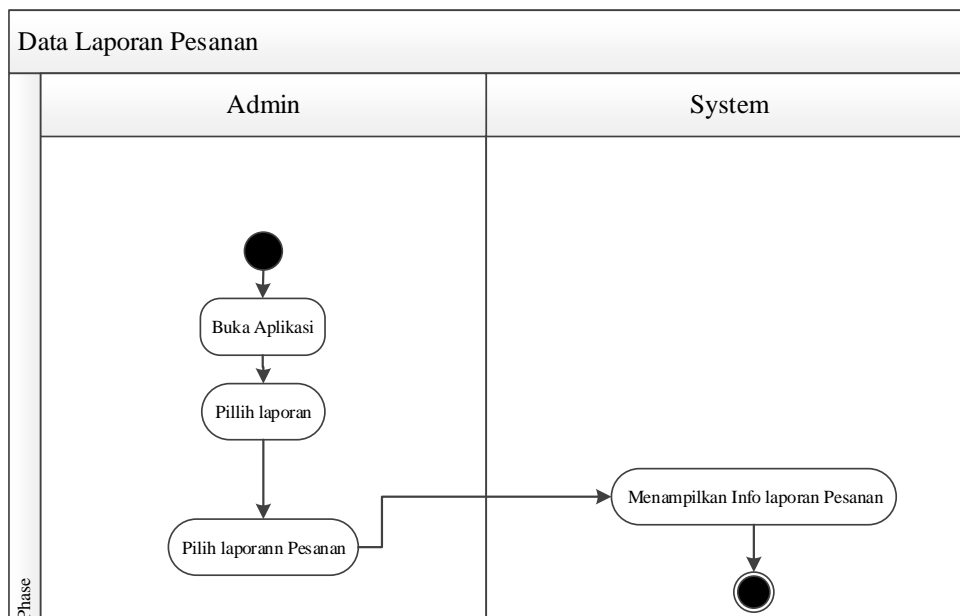 Data Laporan Pesanan
Admin
System
Buka Aplikasi
Pillih laporan
Menampilkan Info laporan Pesanan
Pilih laporann Pesanan
Phase